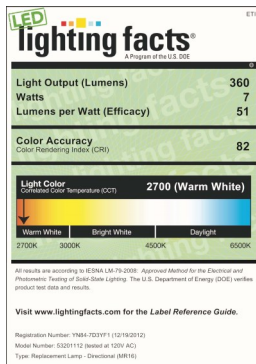 LED
ETI
lighting facts®
A Program of the U.S. DOE
Light Output (Lumens) 360
Watts 7
Lumens per Watt (Efficacy) 51
Color Accuracy 82
Color Rendering Index (CRI)
Light Color
Correlated Color Temperature (CCT) 2700 (Warm White)
Warm White Bright White Daylight
2700K 3000K 4500K 6500K
All results are according to IESNA LM-79-2008: Approved Method for the Electrical and
Photometric Testing of Solid-State Lighting. The U.S. Department of Energy (DOE) verifies
product test data and results.
Visit www.lightingfacts.com for the Label Reference Guide.
Registration Number: YN84-7D3YF1 (12/19/2012)
Model Number: 53201112 (tested at 120V AC)
Type: Replacement Lamp - Directional (MR16)